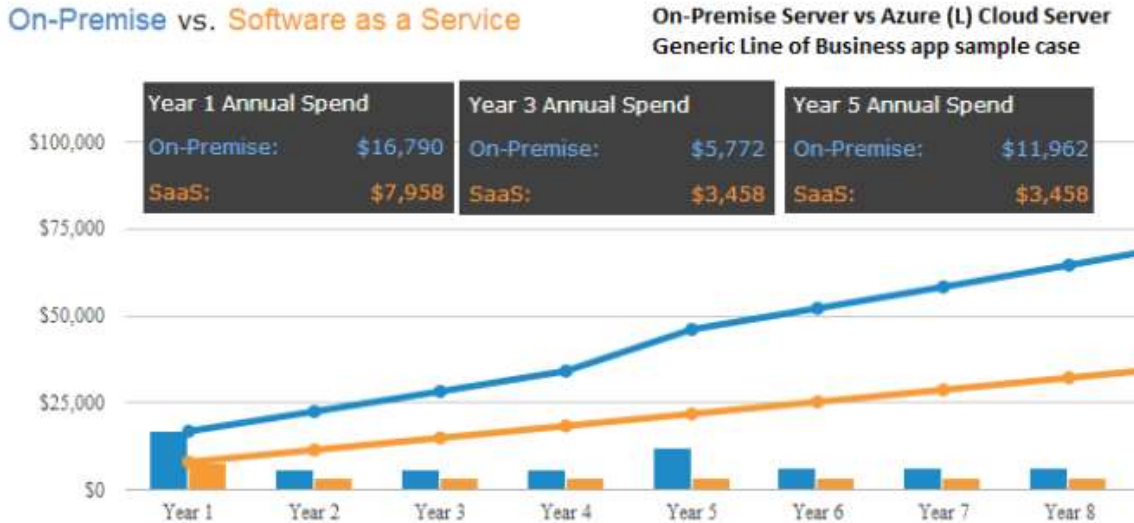 On-Premise vs. Software as a Service
On-Premise Server vs Azure (L) Cloud Server
Generic Line of Business app sample case
Year 1 Annual Spend
On-Premise: $16,790
SaaS: $7,958
Year 3 Annual Spend
On-Premise: $5,772
SaaS: $3,458
Year 5 Annual Spend
On-Premise: $11,962
SaaS: $3,458
$100,000
$75,000
$50,000
$25,000
$0
Year 1 Year 2 Year 3 Year 4 Year 5 Year 6 Year 7 Year 8